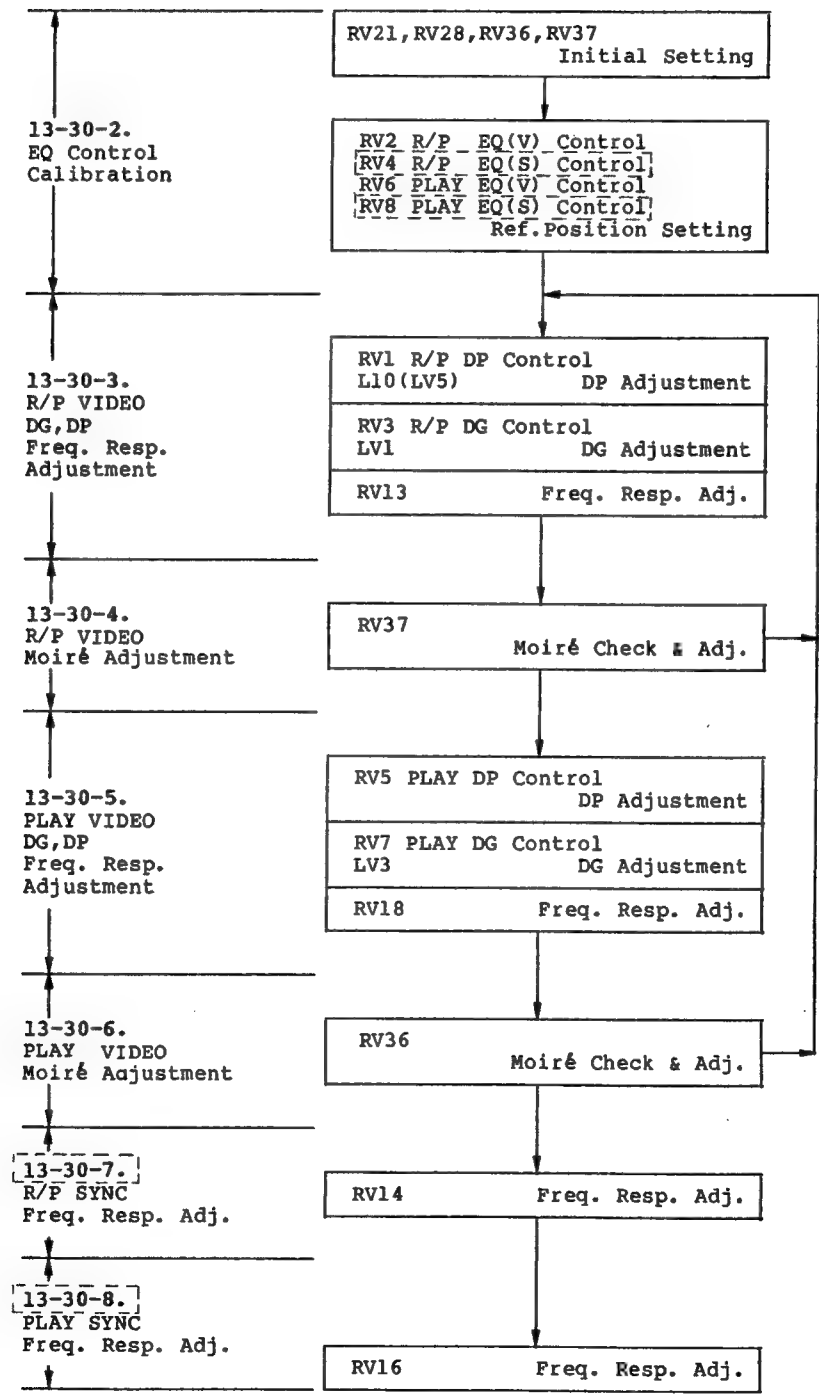 RV21,RV28,RV36,RV37
Initial Setting
13-30-2.
EQ Control
Calibration
RV2 R/P EQ(V) Control
RV4 R/P EQ(S) Control
RV6 PLAY EQ(V) Control
RV8 PLAY EQ(S) Control
Ref.Position Setting
13-30-3.
R/P VIDEO
DG,DP
Freq. Resp.
Adjustment
RV1 R/P DP Control
L10(LV5) DP Adjustment
RV3 R/P DG Control
LV1 DG Adjustment
RV13 Freq. Resp. Adj.
13-30-4.
R/P VIDEO
Moiré Adjustment
RV37
Moiré Check & Adj.
13-30-5.
PLAY VIDEO
DG,DP
Freq. Resp.
Adjustment
RV5 PLAY DP Control
DP Adjustment
RV7 PLAY DG Control
LV3 DG Adjustment
RV18 Freq. Resp. Adj.
13-30-6.
PLAY VIDEO
Moiré Adjustment
RV36
Moiré Check & Adj.
13-30-7.
R/P SYNC
Freq. Resp. Adj.
RV14 Freq. Resp. Adj.
13-30-8.
PLAY SYNC
Freq. Resp. Adj.
RV16 Freq. Resp. Adj.